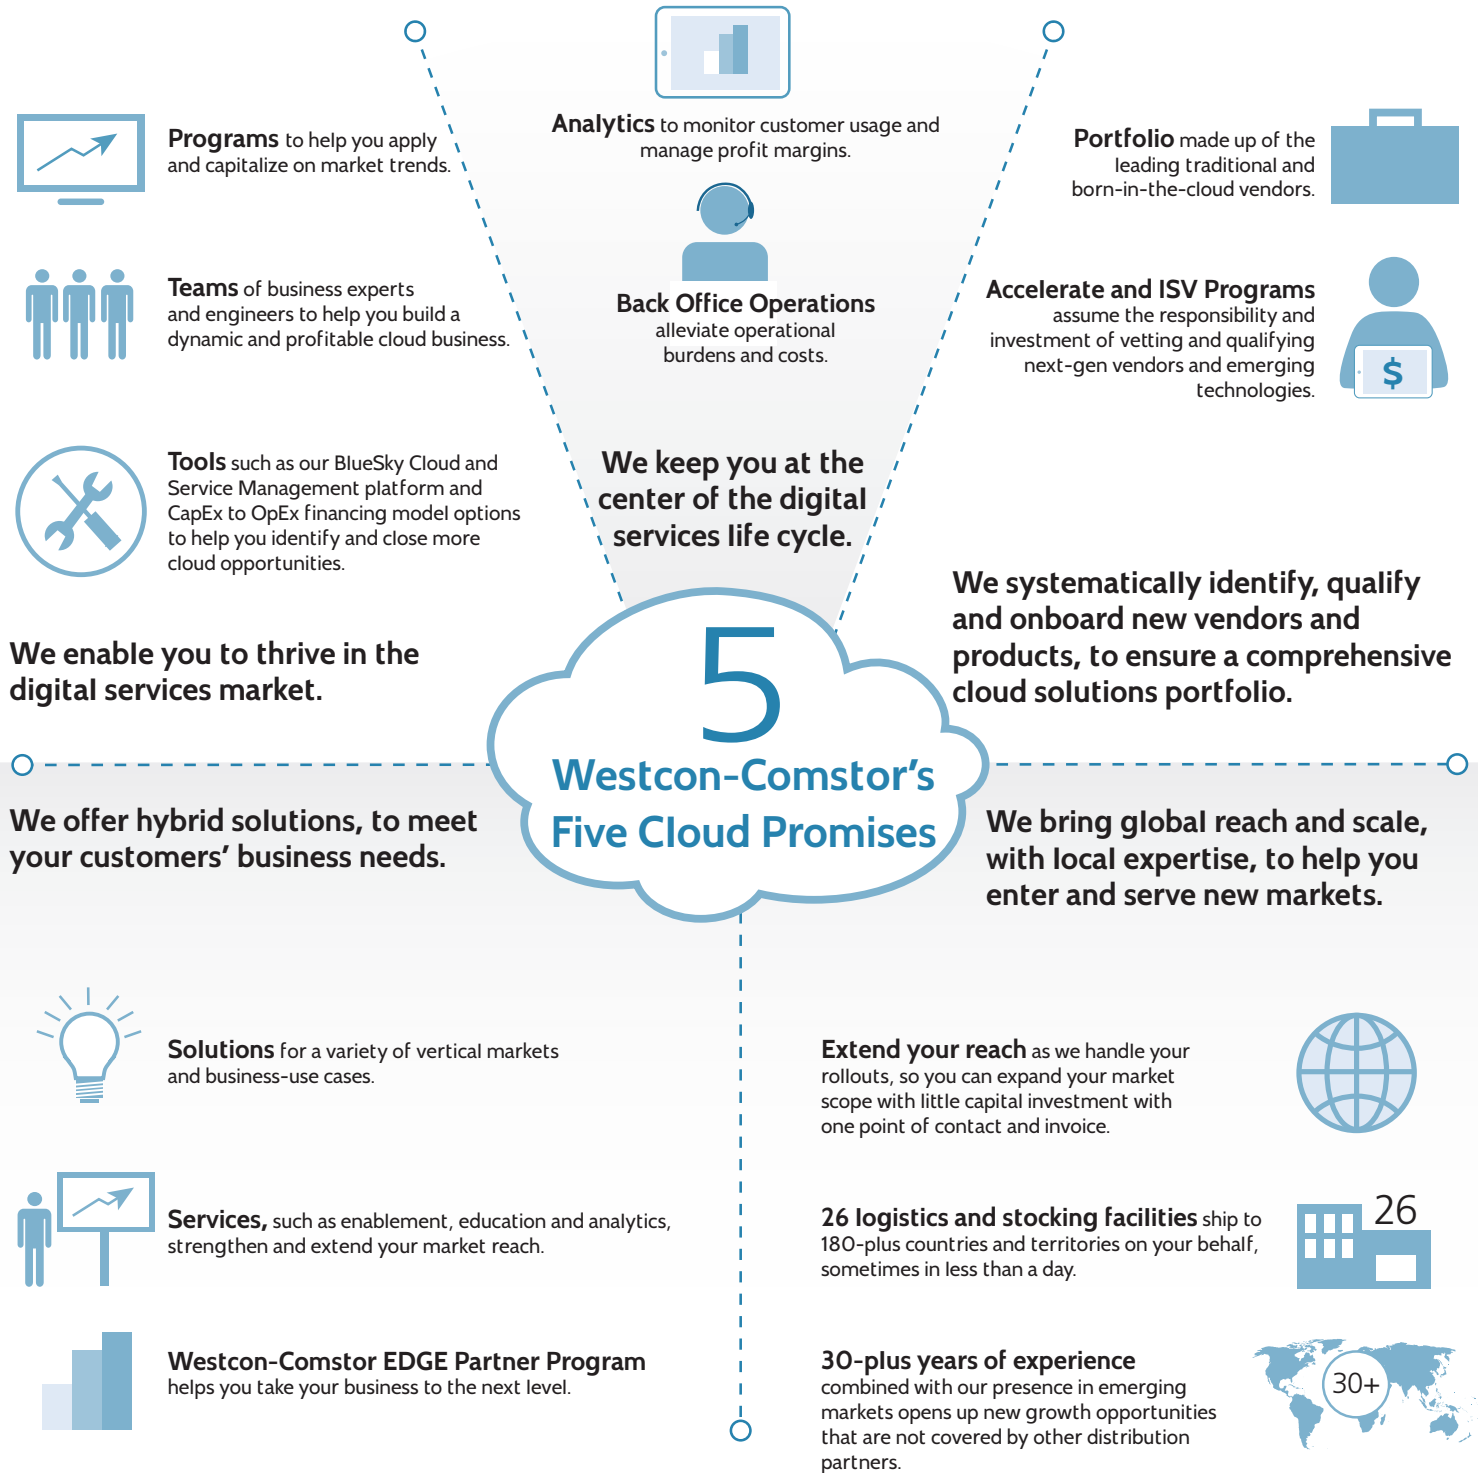 Programs to help you apply
and capitalize on market trends.
Teams of business experts
and engineers to help you build a
dynamic and profitable cloud business.
Tools such as our BlueSky Cloud and
Service Management platform and
CapEx to OpEx financing model options
to help you identify and close more
cloud opportunities.
We enable you to thrive in the
digital services market.
Analytics to monitor customer usage and
manage profit margins.
Back Office Operations
alleviate operational
burdens and costs.
We keep you at the
center of the digital
services life cycle.
Portfolio made up of the
leading traditional and
born-in-the-cloud vendors.
Accelerate and ISV Programs
assume the responsibility and
investment of vetting and qualifying
next-gen vendors and emerging
technologies.
$
We systematically identify, qualify
and onboard new vendors and
products, to ensure a comprehensive
cloud solutions portfolio.
5
Westcon-Comstor's
Five Cloud Promises
We offer hybrid solutions, to meet
your customers' business needs.
Solutions for a variety of vertical markets
and business-use cases.
Services, such as enablement, education and analytics,
strengthen and extend your market reach.
Westcon-Comstor EDGE Partner Program
helps you take your business to the next level.
We bring global reach and scale,
with local expertise, to help you
enter and serve new markets.
Extend your reach as we handle your
rollouts, so you can expand your market
scope with little capital investment with
one point of contact and invoice.
26 logistics and stocking facilities ship to
180-plus countries and territories on your behalf,
sometimes in less than a day.
26
30-plus years of experience
combined with our presence in emerging
markets opens up new growth opportunities
that are not covered by other distribution
partners.
30+